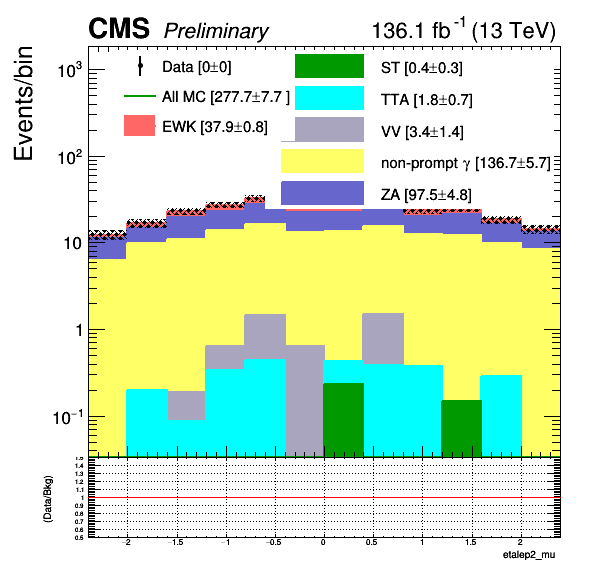 CMS Preliminary 136.1 fb⁻¹ (13 TeV)
Events/bin
10³
10²
10
1
10⁻¹
Data [0±0]
All MC [277.7±7.7 ]
EWK [37.9±0.8]
ST [0.4±0.3]
TTA [1.8±0.7]
VV [3.4±1.4]
non-prompt γ [136.7±5.7]
ZA [97.5±4.8]
(Data/Bkg)
1.5
1.4
1.3
1.2
1.1
1
0.9
0.8
0.7
0.6
0.5
−2 −1.5 −1 −0.5 0 0.5 1 1.5 2
etalep2_mu